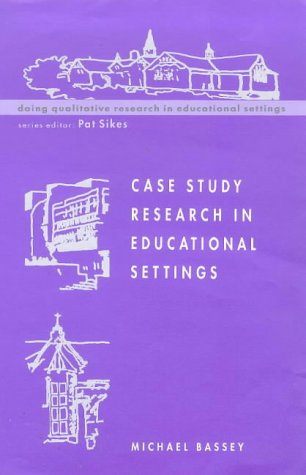 doing qualitative research in educational settings
series editor: Pat Sikes
CASE STUDY
RESEARCH IN
EDUCATIONAL
SETTINGS
MICHAEL BASSEY